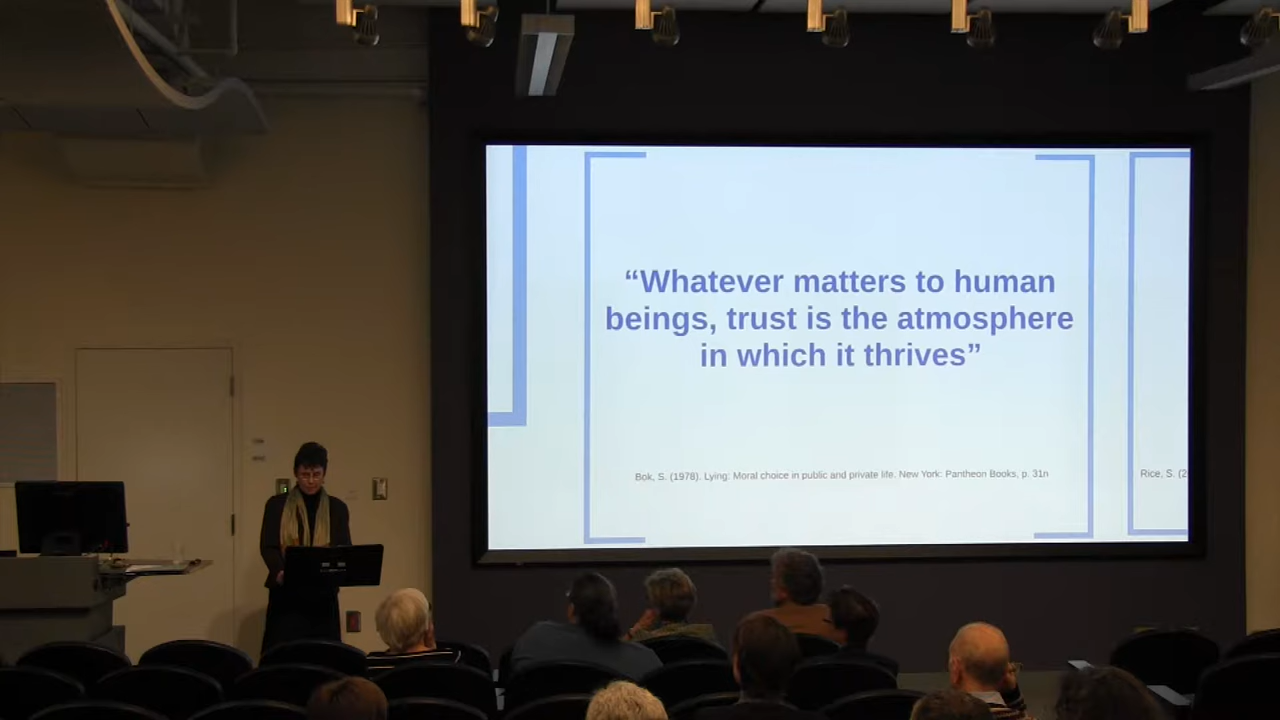 “Whatever matters to human
beings, trust is the atmosphere
in which it thrives”
Bok, S. (1978). Lying: Moral choice in public and private life. New York: Pantheon Books, p. 31n
Rice, S. (2